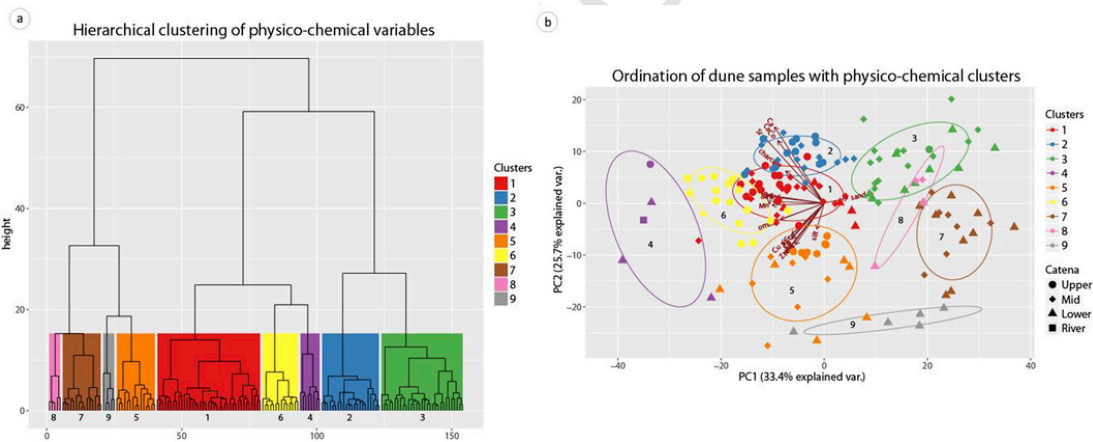 a
Hierarchical clustering of physico-chemical variables
height
60
40
20
0
8 7 9 5 1 6 4 2 3
0 50 100 150
Clusters
1
2
3
4
5
6
7
8
9
b
Ordination of dune samples with physico-chemical clusters
PC2 (25.7% explained var.)
20
10
0
−10
−20
3
2
charc
1
sand
Mn
6
om
8
7
4
Cu
5
9
−40 −20 0 20 40
PC1 (33.4% explained var.)
Clusters
1
2
3
4
5
6
7
8
9
Catena
Upper
Mid
Lower
River